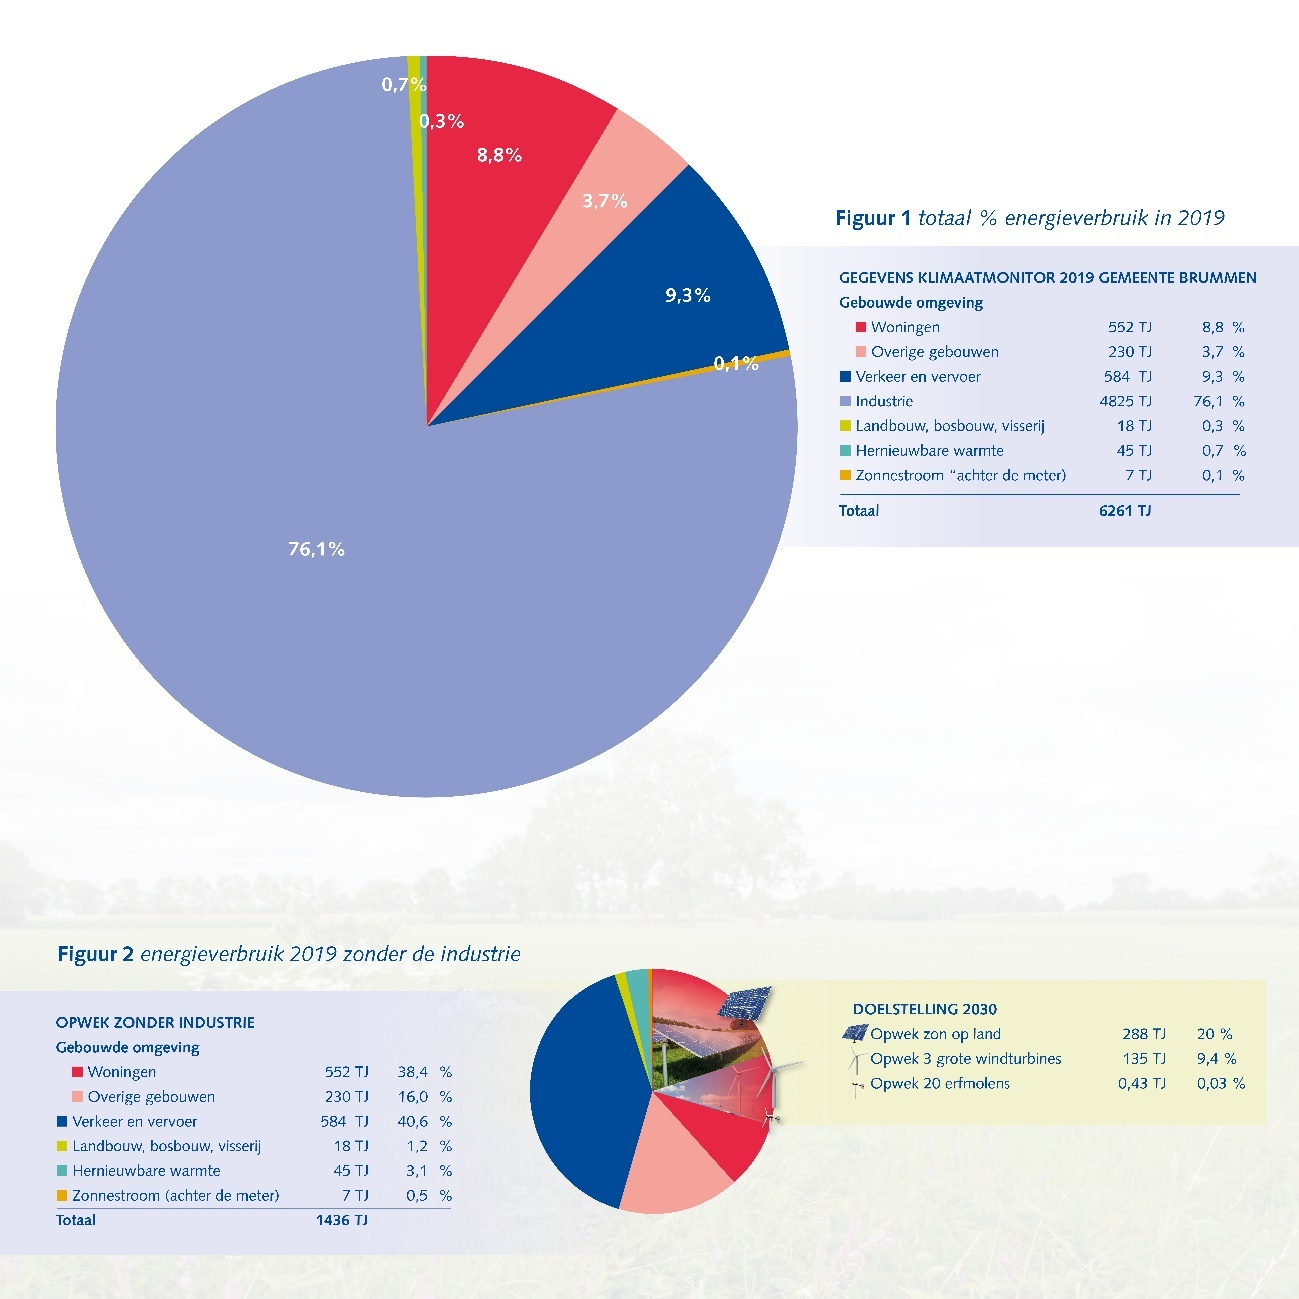 0,7%
0,3%
8,8%
3,7%
9,3%
0,1%
76,1%
Figuur 1 totaal % energieverbruik in 2019
GEGEVENS KLIMAATMONITOR 2019 GEMEENTE BRUMMEN
Gebouwde omgeving
Woningen 552 TJ 8,8 %
Overige gebouwen 230 TJ 3,7 %
Verkeer en vervoer 584 TJ 9,3 %
Industrie 4825 TJ 76,1 %
Landbouw, bosbouw, visserij 18 TJ 0,3 %
Hernieuwbare warmte 45 TJ 0,7 %
Zonnestroom “achter de meter) 7 TJ 0,1 %
Totaal 6261 TJ
Figuur 2 energieverbruik 2019 zonder de industrie
OPWEK ZONDER INDUSTRIE
Gebouwde omgeving
Woningen 552 TJ 38,4 %
Overige gebouwen 230 TJ 16,0 %
Verkeer en vervoer 584 TJ 40,6 %
Landbouw, bosbouw, visserij 18 TJ 1,2 %
Hernieuwbare warmte 45 TJ 3,1 %
Zonnestroom (achter de meter) 7 TJ 0,5 %
Totaal 1436 TJ
DOELSTELLING 2030
Opwek zon op land 288 TJ 20 %
Opwek 3 grote windturbines 135 TJ 9,4 %
Opwek 20 erfmolens 0,43 TJ 0,03 %